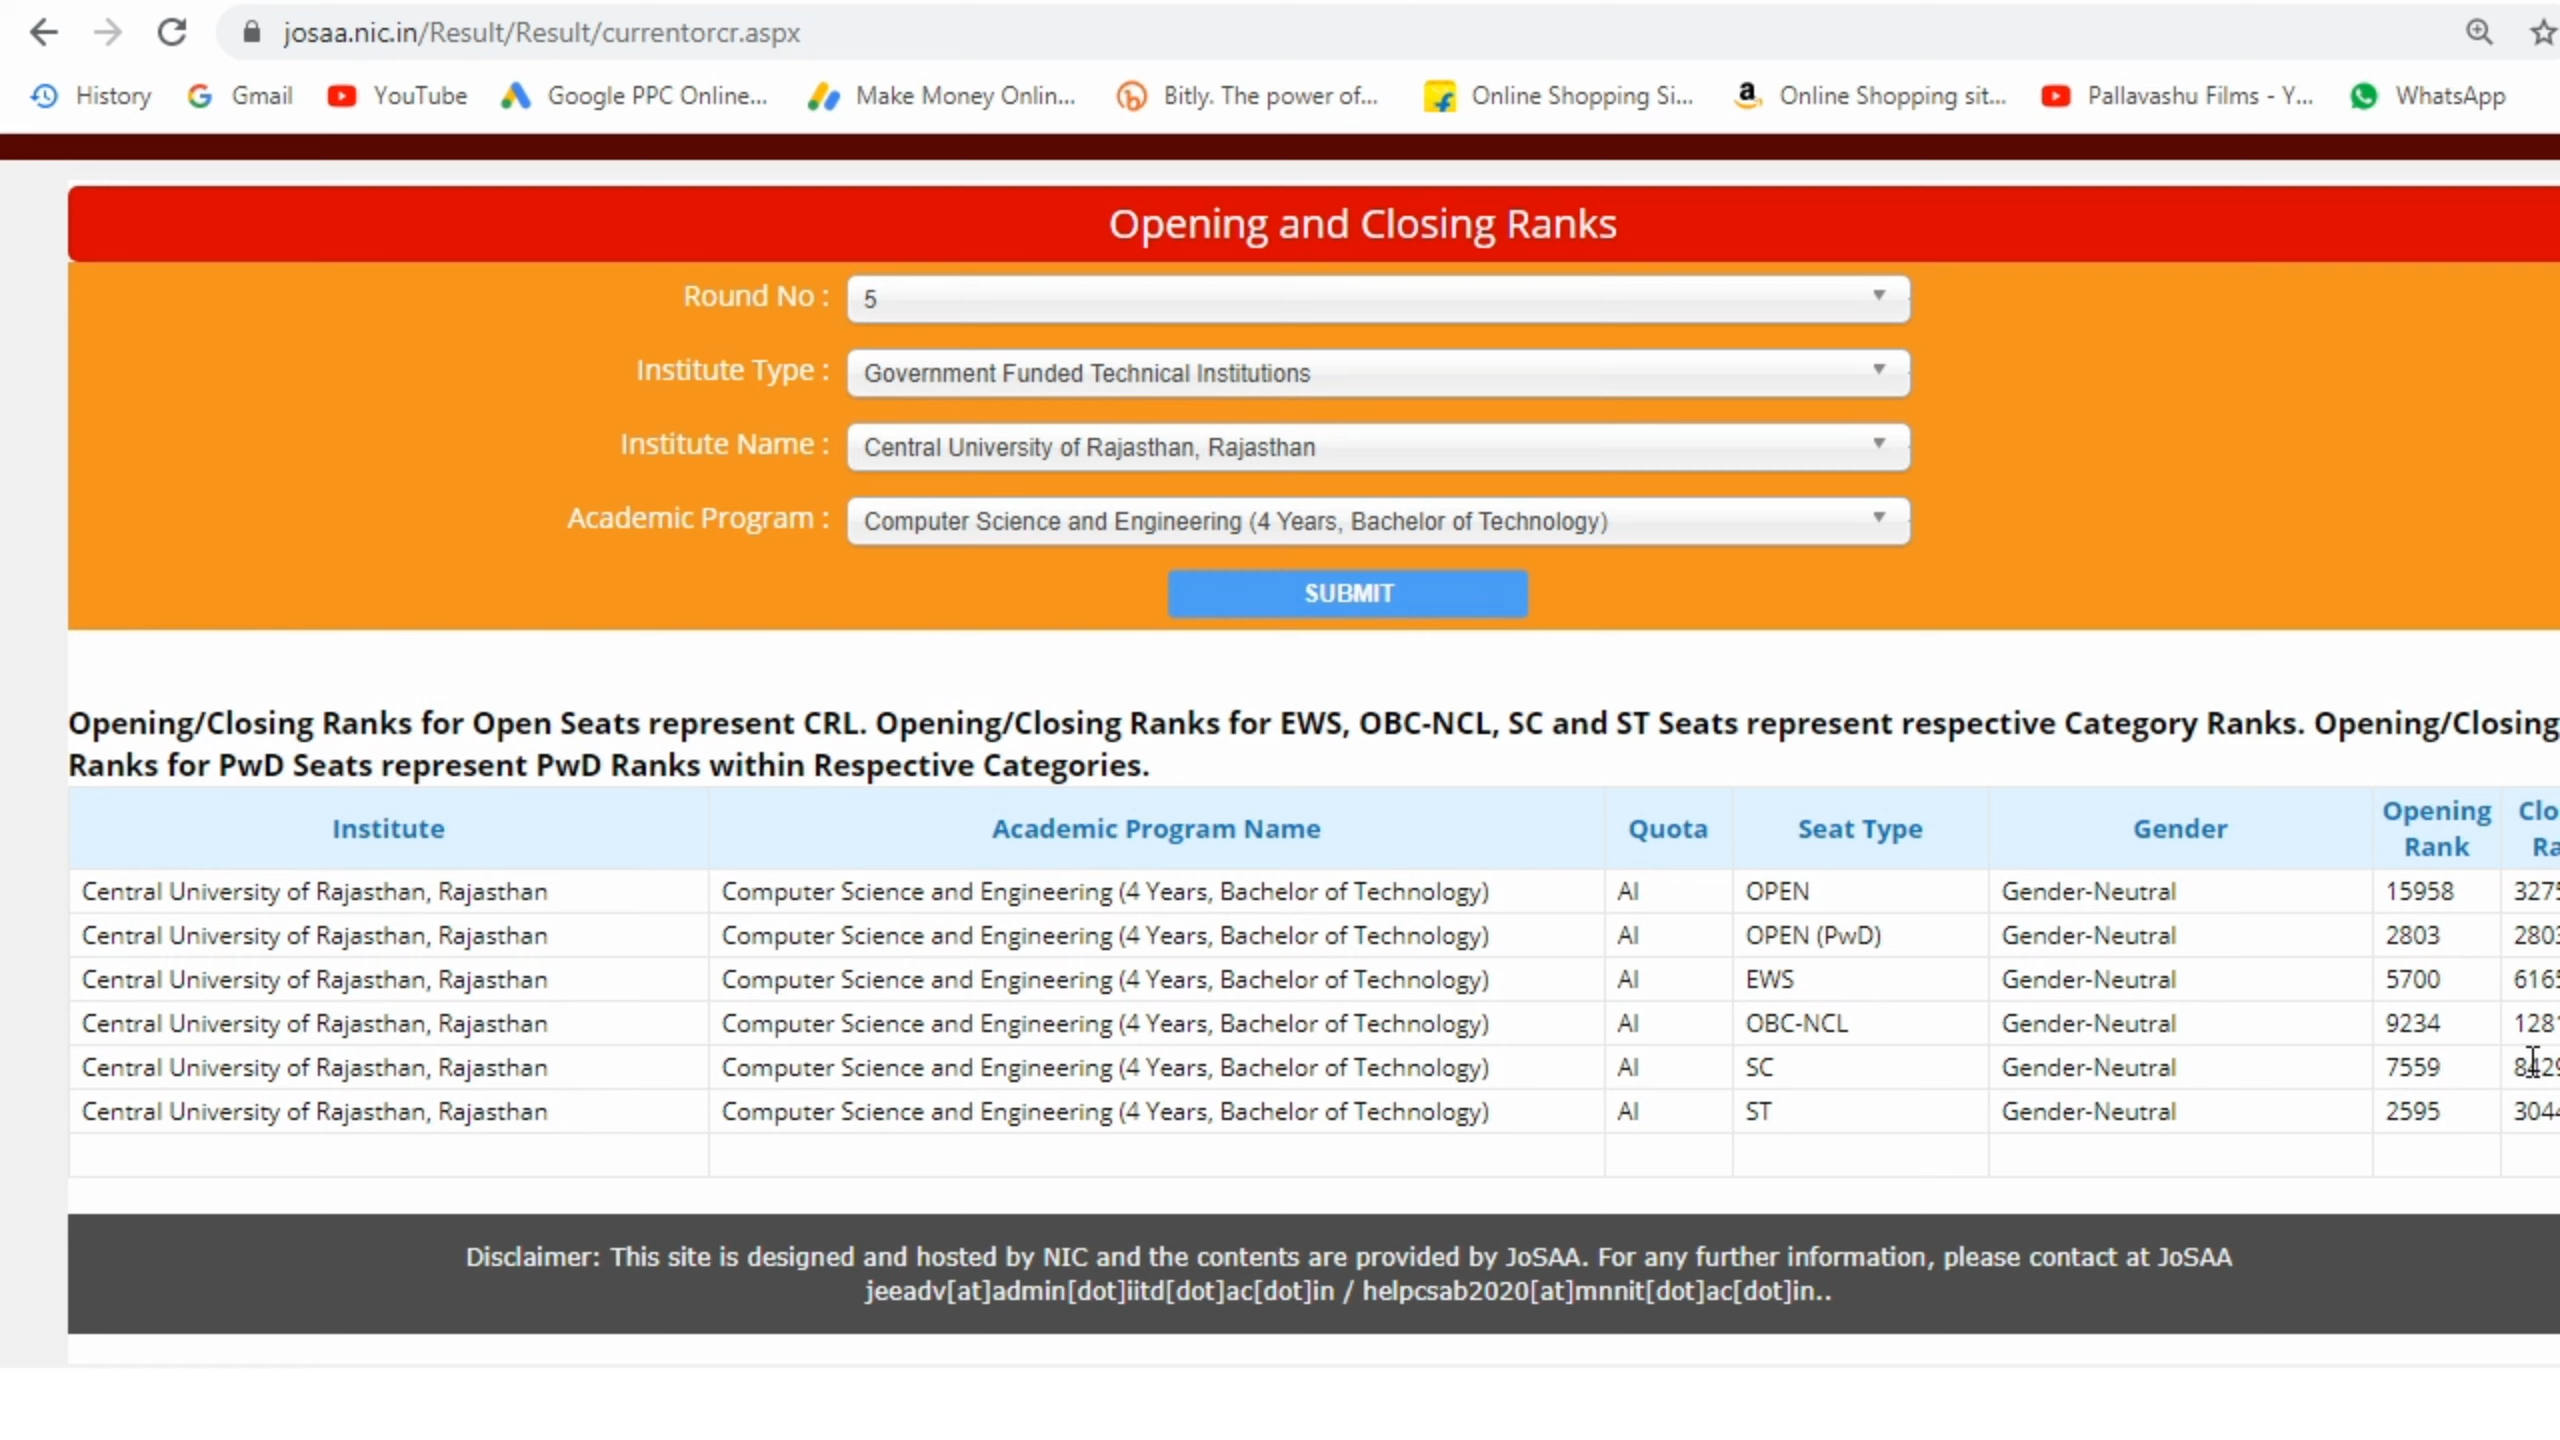 josaa.nic.in/Result/Result/currentorcr.aspx
History Gmail YouTube Google PPC Online... Make Money Onlin... Bitly. The power of... Online Shopping Si... Online Shopping sit... Pallavashu Films - Y... WhatsApp
Opening and Closing Ranks
Round No : 5
Institute Type : Government Funded Technical Institutions
Institute Name : Central University of Rajasthan, Rajasthan
Academic Program : Computer Science and Engineering (4 Years, Bachelor of Technology)
SUBMIT
Opening/Closing Ranks for Open Seats represent CRL. Opening/Closing Ranks for EWS, OBC-NCL, SC and ST Seats represent respective Category Ranks. Opening/Closing
Ranks for PwD Seats represent PwD Ranks within Respective Categories.
Institute Academic Program Name Quota Seat Type Gender Opening Rank
Central University of Rajasthan, Rajasthan Computer Science and Engineering (4 Years, Bachelor of Technology) AI OPEN Gender-Neutral 15958
Central University of Rajasthan, Rajasthan Computer Science and Engineering (4 Years, Bachelor of Technology) AI OPEN (PwD) Gender-Neutral 2803
Central University of Rajasthan, Rajasthan Computer Science and Engineering (4 Years, Bachelor of Technology) AI EWS Gender-Neutral 5700
Central University of Rajasthan, Rajasthan Computer Science and Engineering (4 Years, Bachelor of Technology) AI OBC-NCL Gender-Neutral 9234
Central University of Rajasthan, Rajasthan Computer Science and Engineering (4 Years, Bachelor of Technology) AI SC Gender-Neutral 7559
Central University of Rajasthan, Rajasthan Computer Science and Engineering (4 Years, Bachelor of Technology) AI ST Gender-Neutral 2595
Disclaimer: This site is designed and hosted by NIC and the contents are provided by JoSAA. For any further information, please contact at JoSAA
jeeadv[at]admin[dot]iitd[dot]ac[dot]in / helpcsab2020[at]mnnit[dot]ac[dot]in..